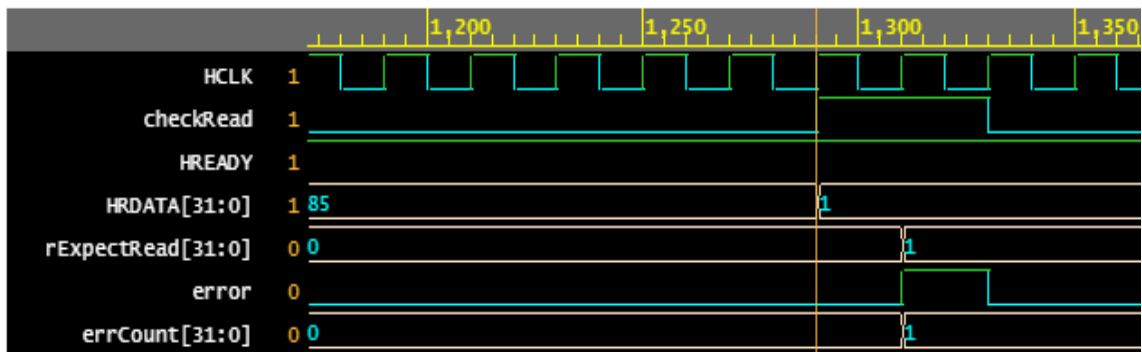 1,200 1,250 1,300 1,350
HCLK 1
checkRead 1
HREADY 1
HRDATA[31:0] 1 85 1
rExpectRead[31:0] 0 0 1
error 0
errCount[31:0] 0 0 1